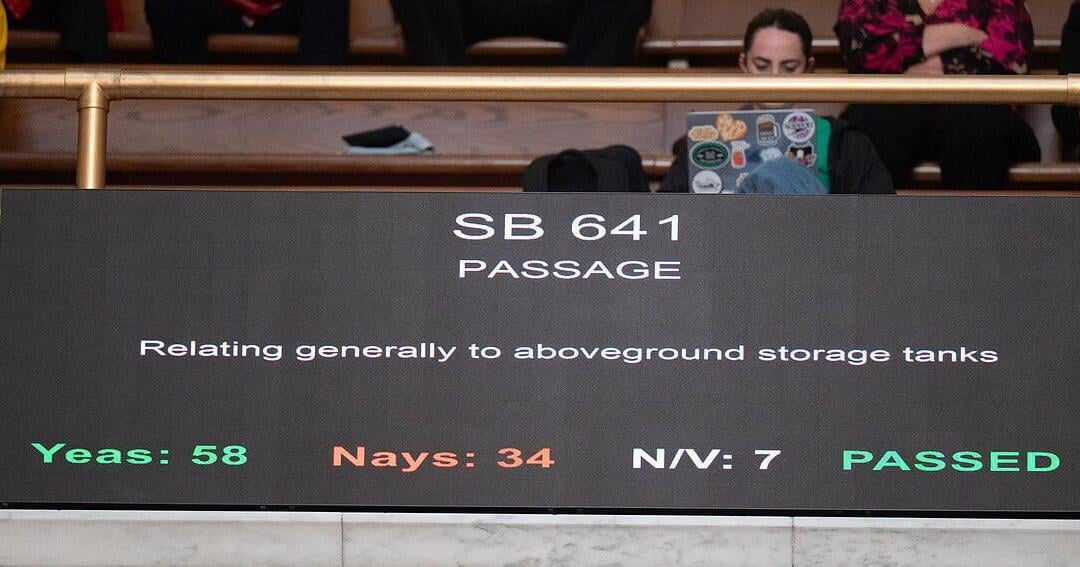 SB 641
PASSAGE
Relating generally to aboveground storage tanks
Yeas: 58 Nays: 34 N/V: 7 PASSED